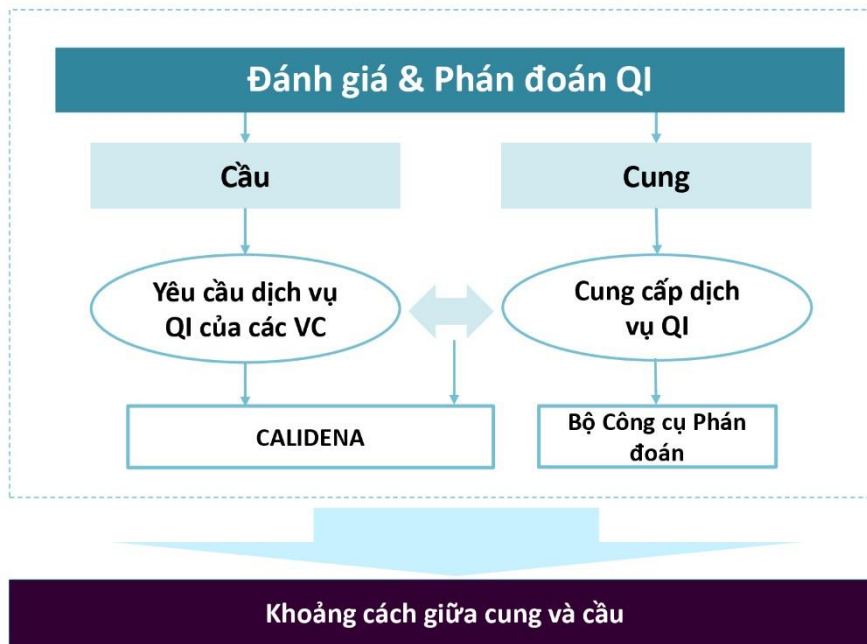 Đánh giá & Phán đoán QI
Cầu
Cung
Yêu cầu dịch vụ
QI của các VC
Cung cấp dịch
vụ QI
CALIDENA
Bộ Công cụ Phán
đoán
Khoảng cách giữa cung và cầu